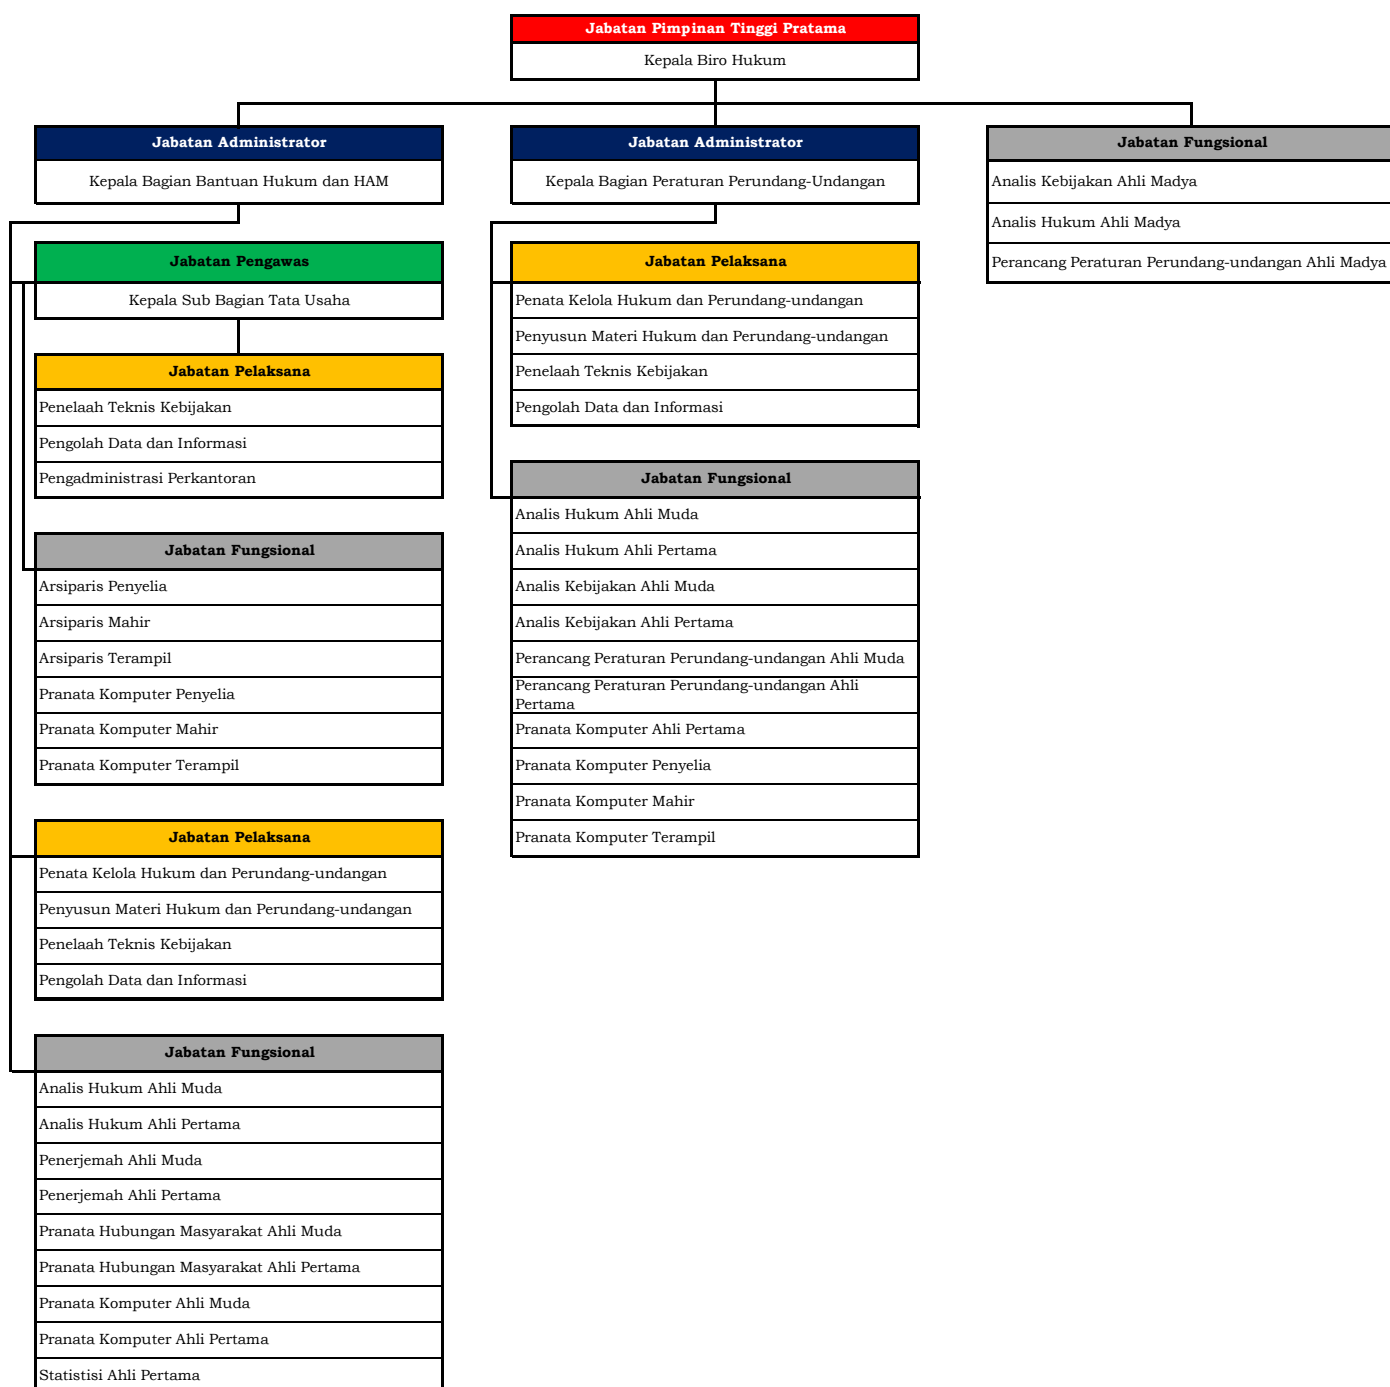 Jabatan Pimpinan Tinggi Pratama
Kepala Biro Hukum
Jabatan Administrator
Kepala Bagian Bantuan Hukum dan HAM
Jabatan Pengawas
Kepala Sub Bagian Tata Usaha
Jabatan Pelaksana
Penelaah Teknis Kebijakan
Pengolah Data dan Informasi
Pengadministrasi Perkantoran
Jabatan Fungsional
Arsiparis Penyelia
Arsiparis Mahir
Arsiparis Terampil
Pranata Komputer Penyelia
Pranata Komputer Mahir
Pranata Komputer Terampil
Jabatan Pelaksana
Penata Kelola Hukum dan Perundang-undangan
Penyusun Materi Hukum dan Perundang-undangan
Penelaah Teknis Kebijakan
Pengolah Data dan Informasi
Jabatan Fungsional
Analis Hukum Ahli Muda
Analis Hukum Ahli Pertama
Penerjemah Ahli Muda
Penerjemah Ahli Pertama
Pranata Hubungan Masyarakat Ahli Muda
Pranata Hubungan Masyarakat Ahli Pertama
Pranata Komputer Ahli Muda
Pranata Komputer Ahli Pertama
Statistisi Ahli Pertama
Jabatan Administrator
Kepala Bagian Peraturan Perundang-Undangan
Jabatan Pelaksana
Penata Kelola Hukum dan Perundang-undangan
Penyusun Materi Hukum dan Perundang-undangan
Penelaah Teknis Kebijakan
Pengolah Data dan Informasi
Jabatan Fungsional
Analis Hukum Ahli Muda
Analis Hukum Ahli Pertama
Analis Kebijakan Ahli Muda
Analis Kebijakan Ahli Pertama
Perancang Peraturan Perundang-undangan Ahli Muda
Perancang Peraturan Perundang-undangan Ahli
Pertama
Pranata Komputer Ahli Pertama
Pranata Komputer Penyelia
Pranata Komputer Mahir
Pranata Komputer Terampil
Jabatan Fungsional
Analis Kebijakan Ahli Madya
Analis Hukum Ahli Madya
Perancang Peraturan Perundang-undangan Ahli Madya